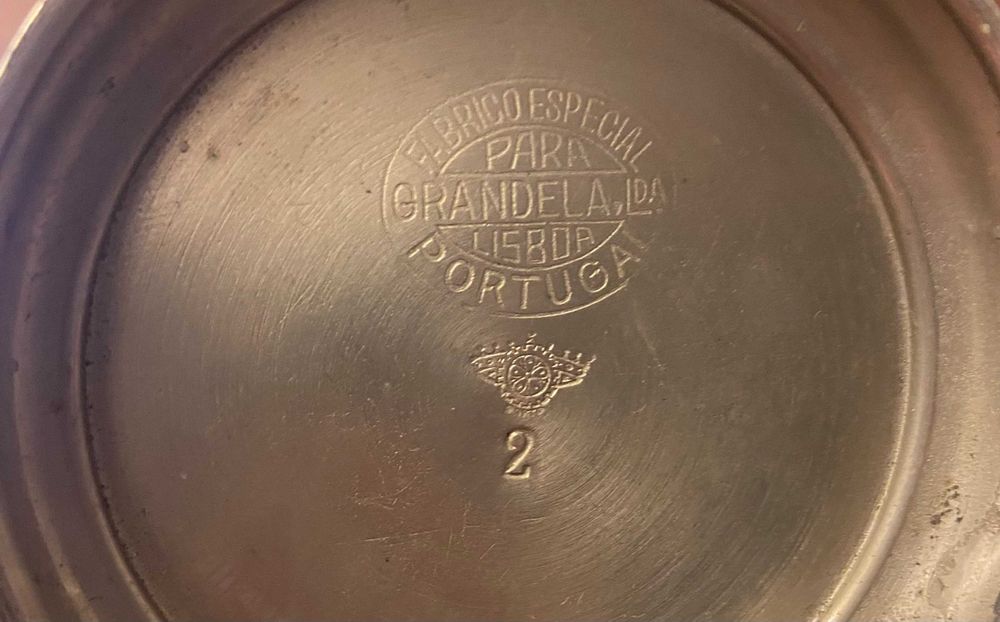 FABRICO ESPECIAL
PARA
GRANDELA, LDA
LISBOA
PORTUGAL
2